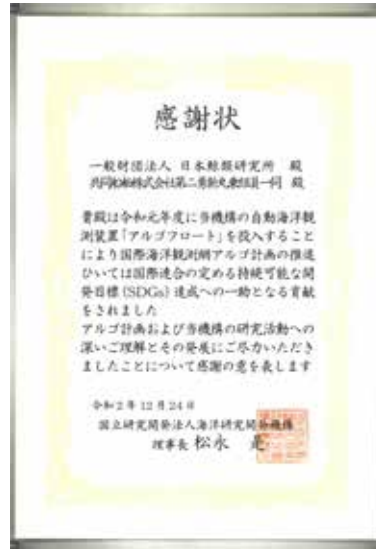 感謝状
一般財団法人 日本鯨類研究所 殿
共同船舶株式会社第二勇新丸乗組員一同 殿
貴殿は令和元年度に当機構の自動海洋観
測装置「アルゴフロート」を投入すること
により国際海洋観測網アルゴ計画の推進
ひいては国際連合の定める持続可能な開
発目標(SDGs)達成への一助となる貢献
をされました
アルゴ計画および当機構の研究活動への
深いご理解とその発展にご尽力いただき
ましたことについて感謝の意を表します
令和2年12月24日
国立研究開発法人海洋研究開発機構
理事長 松永 是